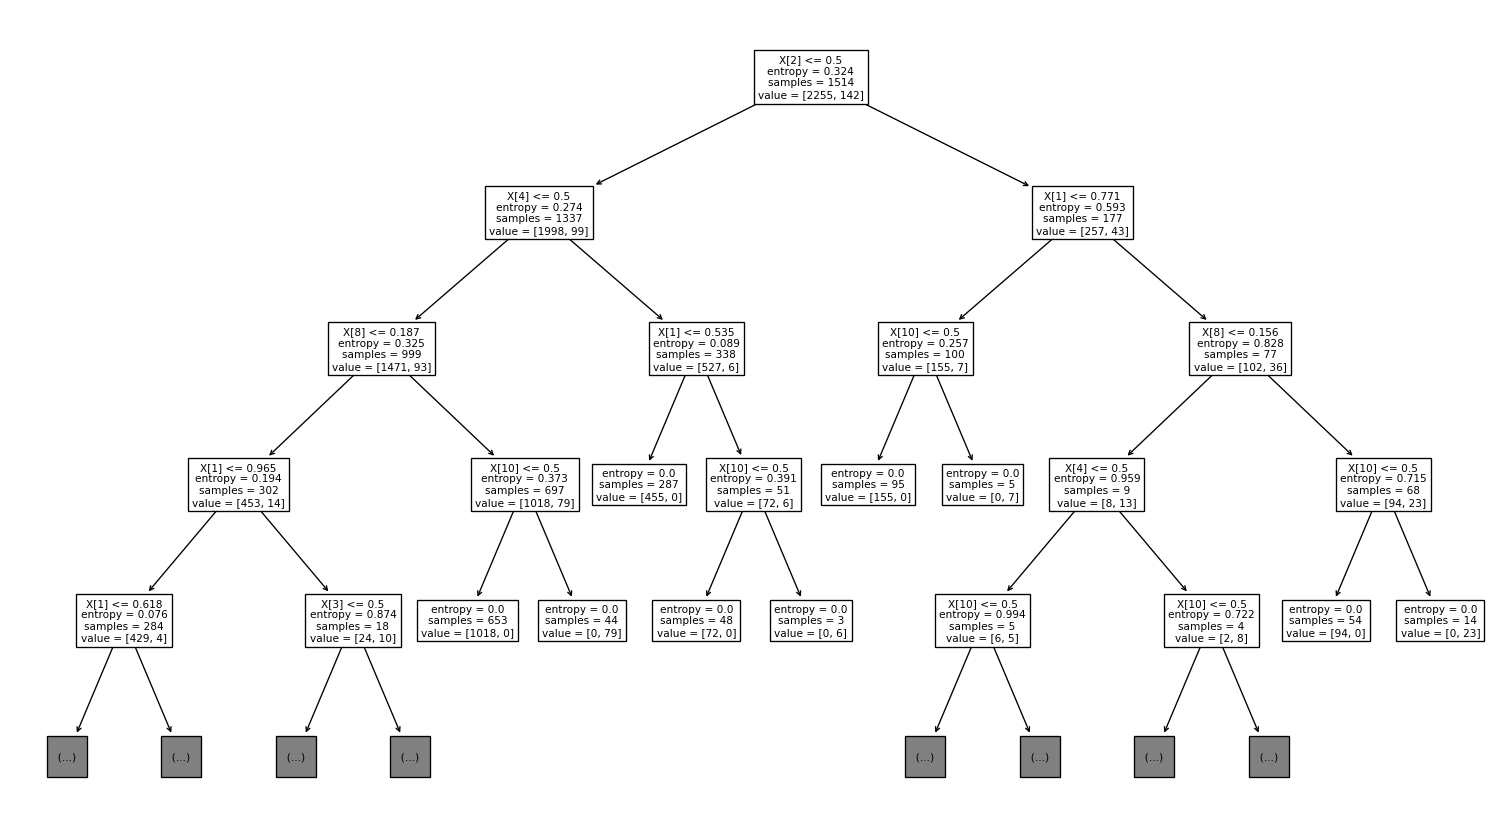 X[2] <= 0.5
entropy = 0.324
samples = 1514
value = [2255, 142]
X[4] <= 0.5
entropy = 0.274
samples = 1337
value = [1998, 99]
X[1] <= 0.771
entropy = 0.593
samples = 177
value = [257, 43]
X[8] <= 0.187
entropy = 0.325
samples = 999
value = [1471, 93]
X[1] <= 0.535
entropy = 0.089
samples = 338
value = [527, 6]
X[10] <= 0.5
entropy = 0.257
samples = 100
value = [155, 7]
X[8] <= 0.156
entropy = 0.828
samples = 77
value = [102, 36]
X[1] <= 0.965
entropy = 0.194
samples = 302
value = [453, 14]
X[10] <= 0.5
entropy = 0.373
samples = 697
value = [1018, 79]
entropy = 0.0
samples = 287
value = [455, 0]
X[10] <= 0.5
entropy = 0.391
samples = 51
value = [72, 6]
entropy = 0.0
samples = 95
value = [155, 0]
entropy = 0.0
samples = 5
value = [0, 7]
X[4] <= 0.5
entropy = 0.959
samples = 9
value = [8, 13]
X[10] <= 0.5
entropy = 0.715
samples = 68
value = [94, 23]
X[1] <= 0.618
entropy = 0.076
samples = 284
value = [429, 4]
X[3] <= 0.5
entropy = 0.874
samples = 18
value = [24, 10]
entropy = 0.0
samples = 653
value = [1018, 0]
entropy = 0.0
samples = 44
value = [0, 79]
entropy = 0.0
samples = 48
value = [72, 0]
entropy = 0.0
samples = 3
value = [0, 6]
X[10] <= 0.5
entropy = 0.994
samples = 5
value = [6, 5]
X[10] <= 0.5
entropy = 0.722
samples = 4
value = [2, 8]
entropy = 0.0
samples = 54
value = [94, 0]
entropy = 0.0
samples = 14
value = [0, 23]
(...)
(...)
(...)
(...)
(...)
(...)
(...)
(...)